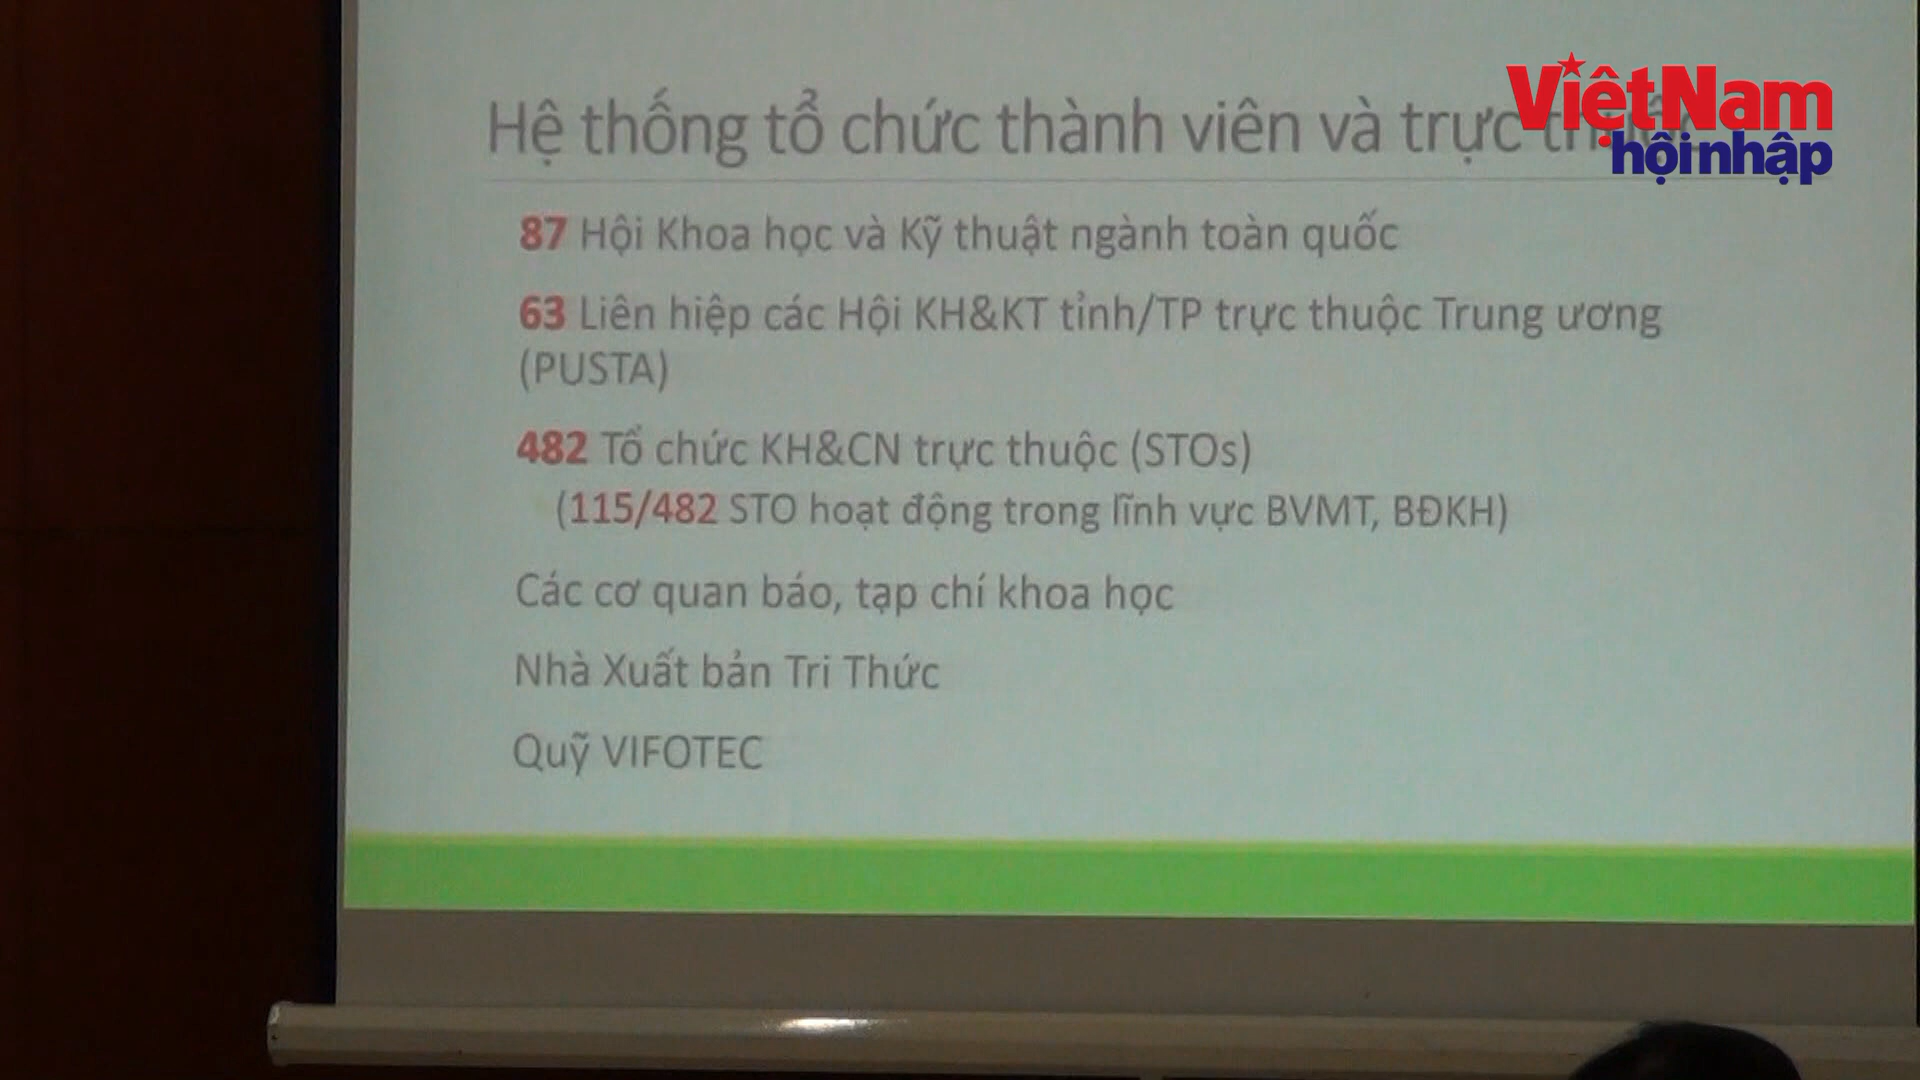 Hệ thống tổ chức thành viên và trực
ViệtNam
hộinhập
87 Hội Khoa học và Kỹ thuật ngành toàn quốc
63 Liên hiệp các Hội KH&KT tỉnh/TP trực thuộc Trung ương
(PUSTA)
482 Tổ chức KH&CN trực thuộc (STOs)
(115/482 STO hoạt động trong lĩnh vực BVMT, BĐKH)
Các cơ quan báo, tạp chí khoa học
Nhà Xuất bản Tri Thức
Quỹ VIFOTEC